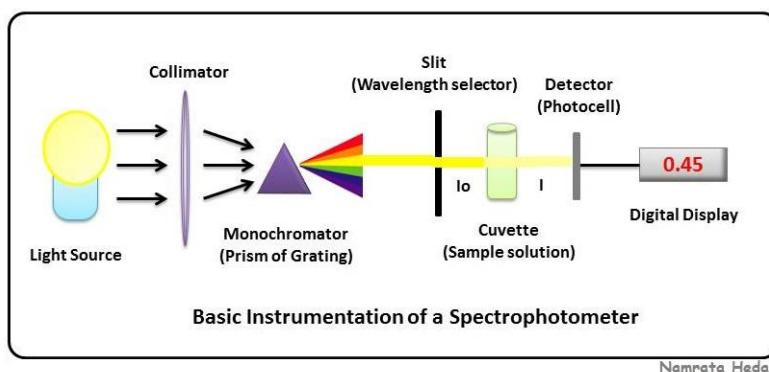 Collimator
Slit
(Wavelength selector)
Detector
(Photocell)
0.45
Io
I
Light Source
Monochromator
(Prism of Grating)
Cuvette
(Sample solution)
Digital Display
Basic Instrumentation of a Spectrophotometer
Namrata Heda